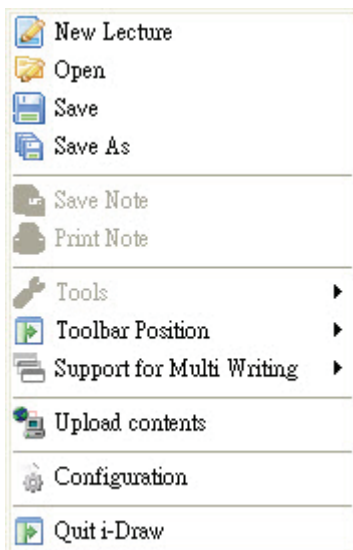 New Lecture
Open
Save
Save As
Save Note
Print Note
Tools
Toolbar Position
Support for Multi Writing
Upload contents
Configuration
Quit i-Draw